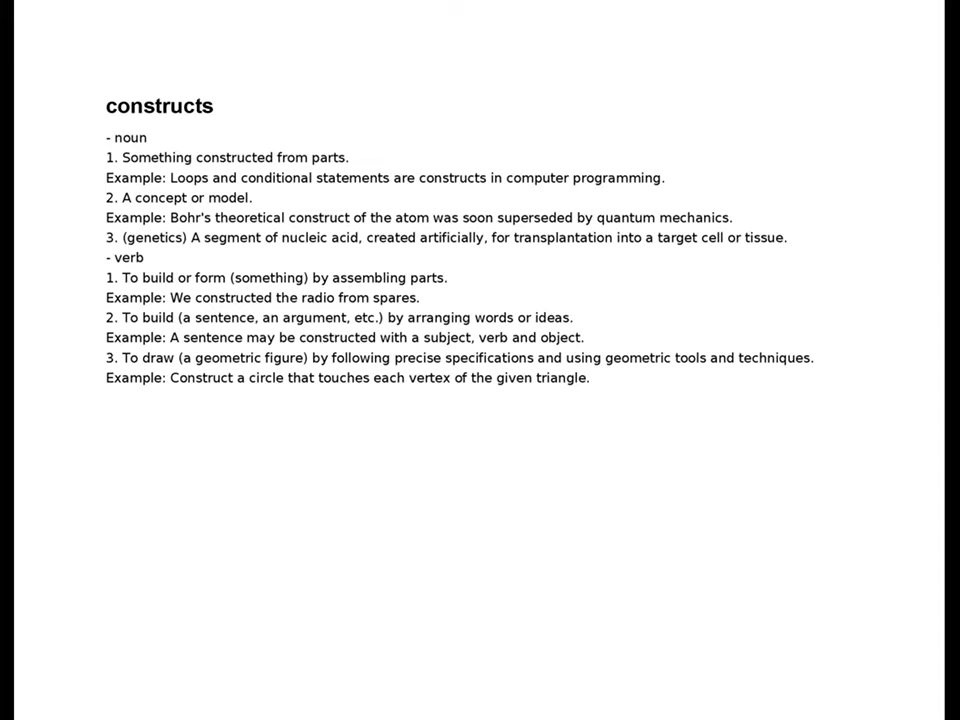 constructs
- noun
1. Something constructed from parts.
Example: Loops and conditional statements are constructs in computer programming.
2. A concept or model.
Example: Bohr's theoretical construct of the atom was soon superseded by quantum mechanics.
3. (genetics) A segment of nucleic acid, created artificially, for transplantation into a target cell or tissue.
- verb
1. To build or form (something) by assembling parts.
Example: We constructed the radio from spares.
2. To build (a sentence, an argument, etc.) by arranging words or ideas.
Example: A sentence may be constructed with a subject, verb and object.
3. To draw (a geometric figure) by following precise specifications and using geometric tools and techniques.
Example: Construct a circle that touches each vertex of the given triangle.